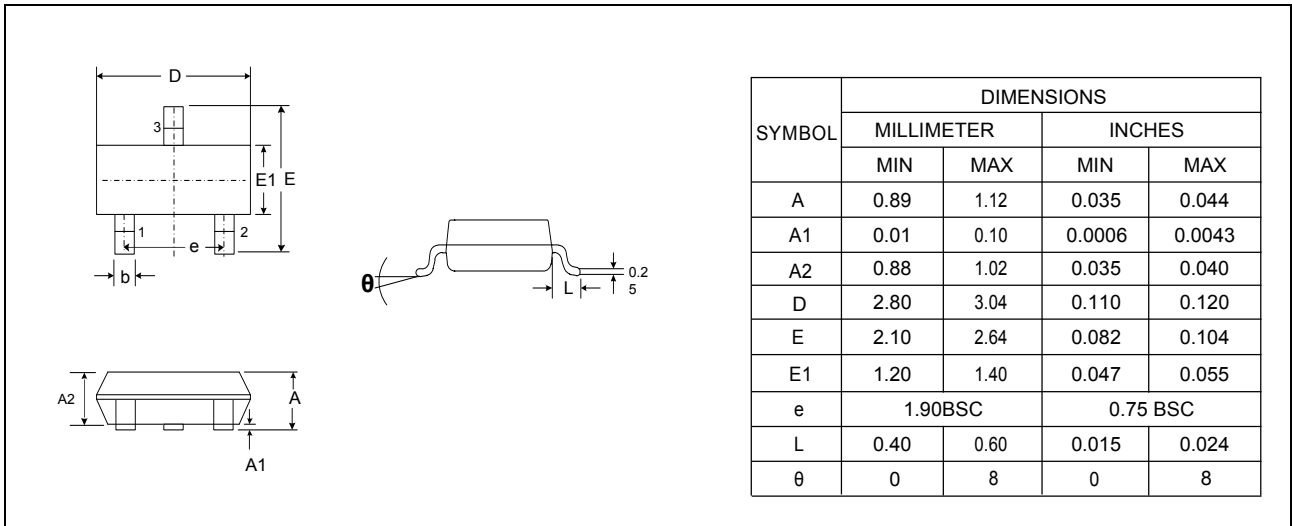 D
3
E1 E
1 2
e
b
θ
L
0.2
5
A2
A
A1
DIMENSIONS
SYMBOL MILLIMETER INCHES
MIN MAX MIN MAX
A 0.89 1.12 0.035 0.044
A1 0.01 0.10 0.0006 0.0043
A2 0.88 1.02 0.035 0.040
D 2.80 3.04 0.110 0.120
E 2.10 2.64 0.082 0.104
E1 1.20 1.40 0.047 0.055
e 1.90BSC 0.75 BSC
L 0.40 0.60 0.015 0.024
θ 0 8 0 8